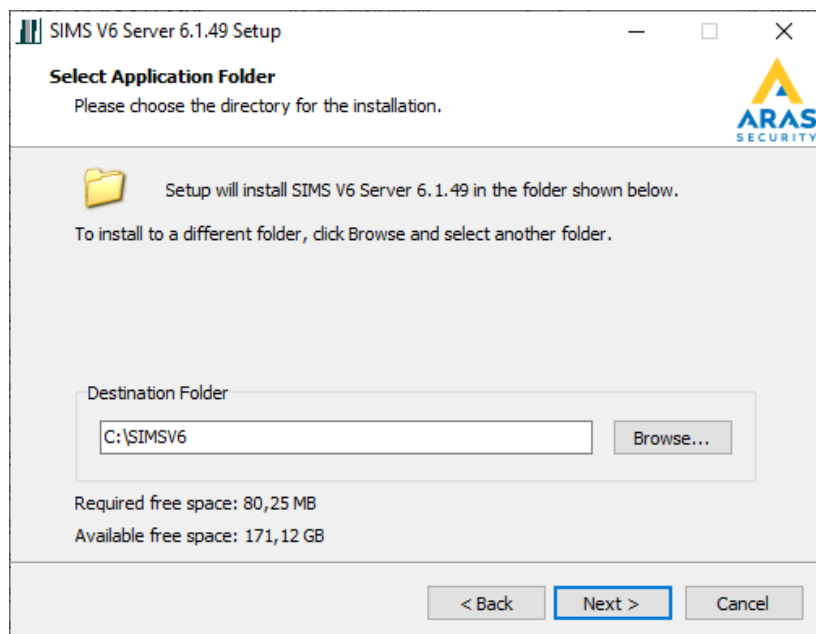 SIMS V6 Server 6.1.49 Setup
Select Application Folder
Please choose the directory for the installation.
ARAS
SECURITY
Setup will install SIMS V6 Server 6.1.49 in the folder shown below.
To install to a different folder, click Browse and select another folder.
Destination Folder
C:\SIMSV6
Browse...
Required free space: 80,25 MB
Available free space: 171,12 GB
< Back
Next >
Cancel